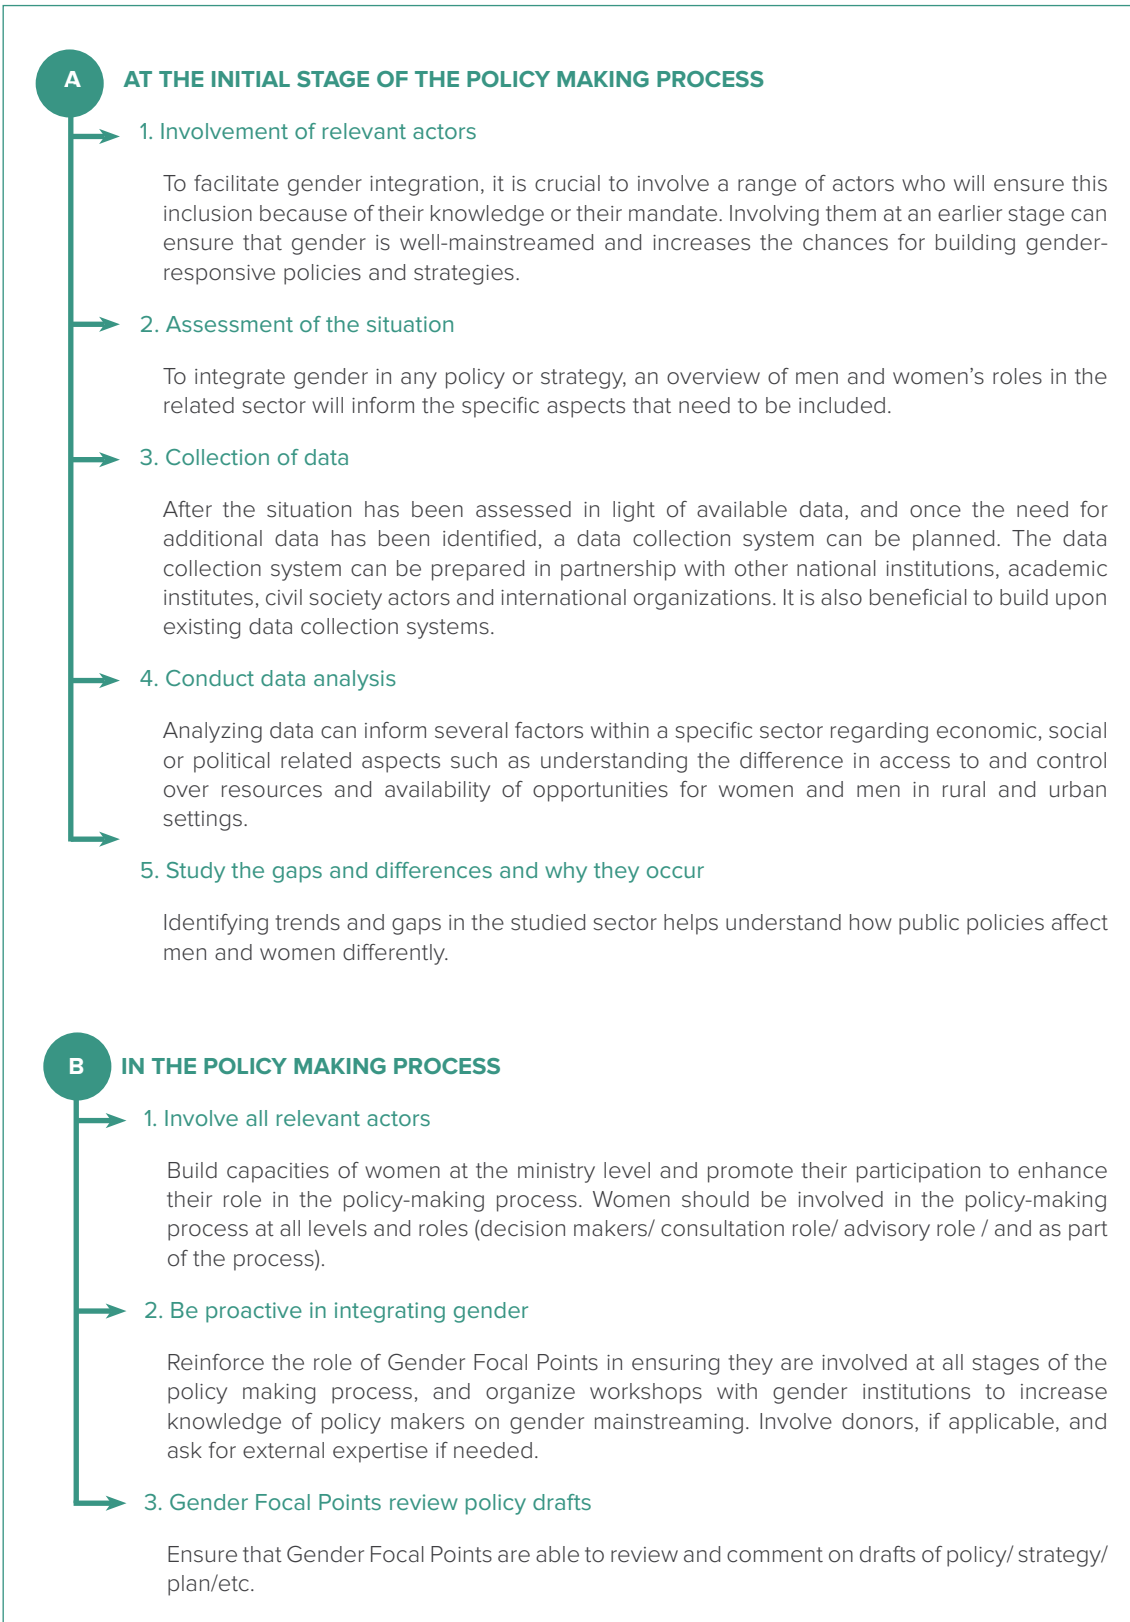 A
AT THE INITIAL STAGE OF THE POLICY MAKING PROCESS
1. Involvement of relevant actors
To facilitate gender integration, it is crucial to involve a range of actors who will ensure this
inclusion because of their knowledge or their mandate. Involving them at an earlier stage can
ensure that gender is well-mainstreamed and increases the chances for building gender-
responsive policies and strategies.
2. Assessment of the situation
To integrate gender in any policy or strategy, an overview of men and women’s roles in the
related sector will inform the specific aspects that need to be included.
3. Collection of data
After the situation has been assessed in light of available data, and once the need for
additional data has been identified, a data collection system can be planned. The data
collection system can be prepared in partnership with other national institutions, academic
institutes, civil society actors and international organizations. It is also beneficial to build upon
existing data collection systems.
4. Conduct data analysis
Analyzing data can inform several factors within a specific sector regarding economic, social
or political related aspects such as understanding the difference in access to and control
over resources and availability of opportunities for women and men in rural and urban
settings.
5. Study the gaps and differences and why they occur
Identifying trends and gaps in the studied sector helps understand how public policies affect
men and women differently.
B
IN THE POLICY MAKING PROCESS
1. Involve all relevant actors
Build capacities of women at the ministry level and promote their participation to enhance
their role in the policy-making process. Women should be involved in the policy-making
process at all levels and roles (decision makers/ consultation role/ advisory role / and as part
of the process).
2. Be proactive in integrating gender
Reinforce the role of Gender Focal Points in ensuring they are involved at all stages of the
policy making process, and organize workshops with gender institutions to increase
knowledge of policy makers on gender mainstreaming. Involve donors, if applicable, and
ask for external expertise if needed.
3. Gender Focal Points review policy drafts
Ensure that Gender Focal Points are able to review and comment on drafts of policy/ strategy/
plan/etc.